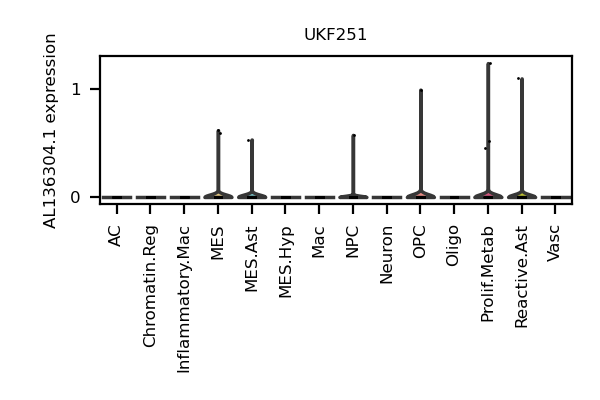 UKF251
AL136304.1 expression
1
0
AC
Chromatin.Reg
Inflammatory.Mac
MES
MES.Ast
MES.Hyp
Mac
NPC
Neuron
OPC
Oligo
Prolif.Metab
Reactive.Ast
Vasc